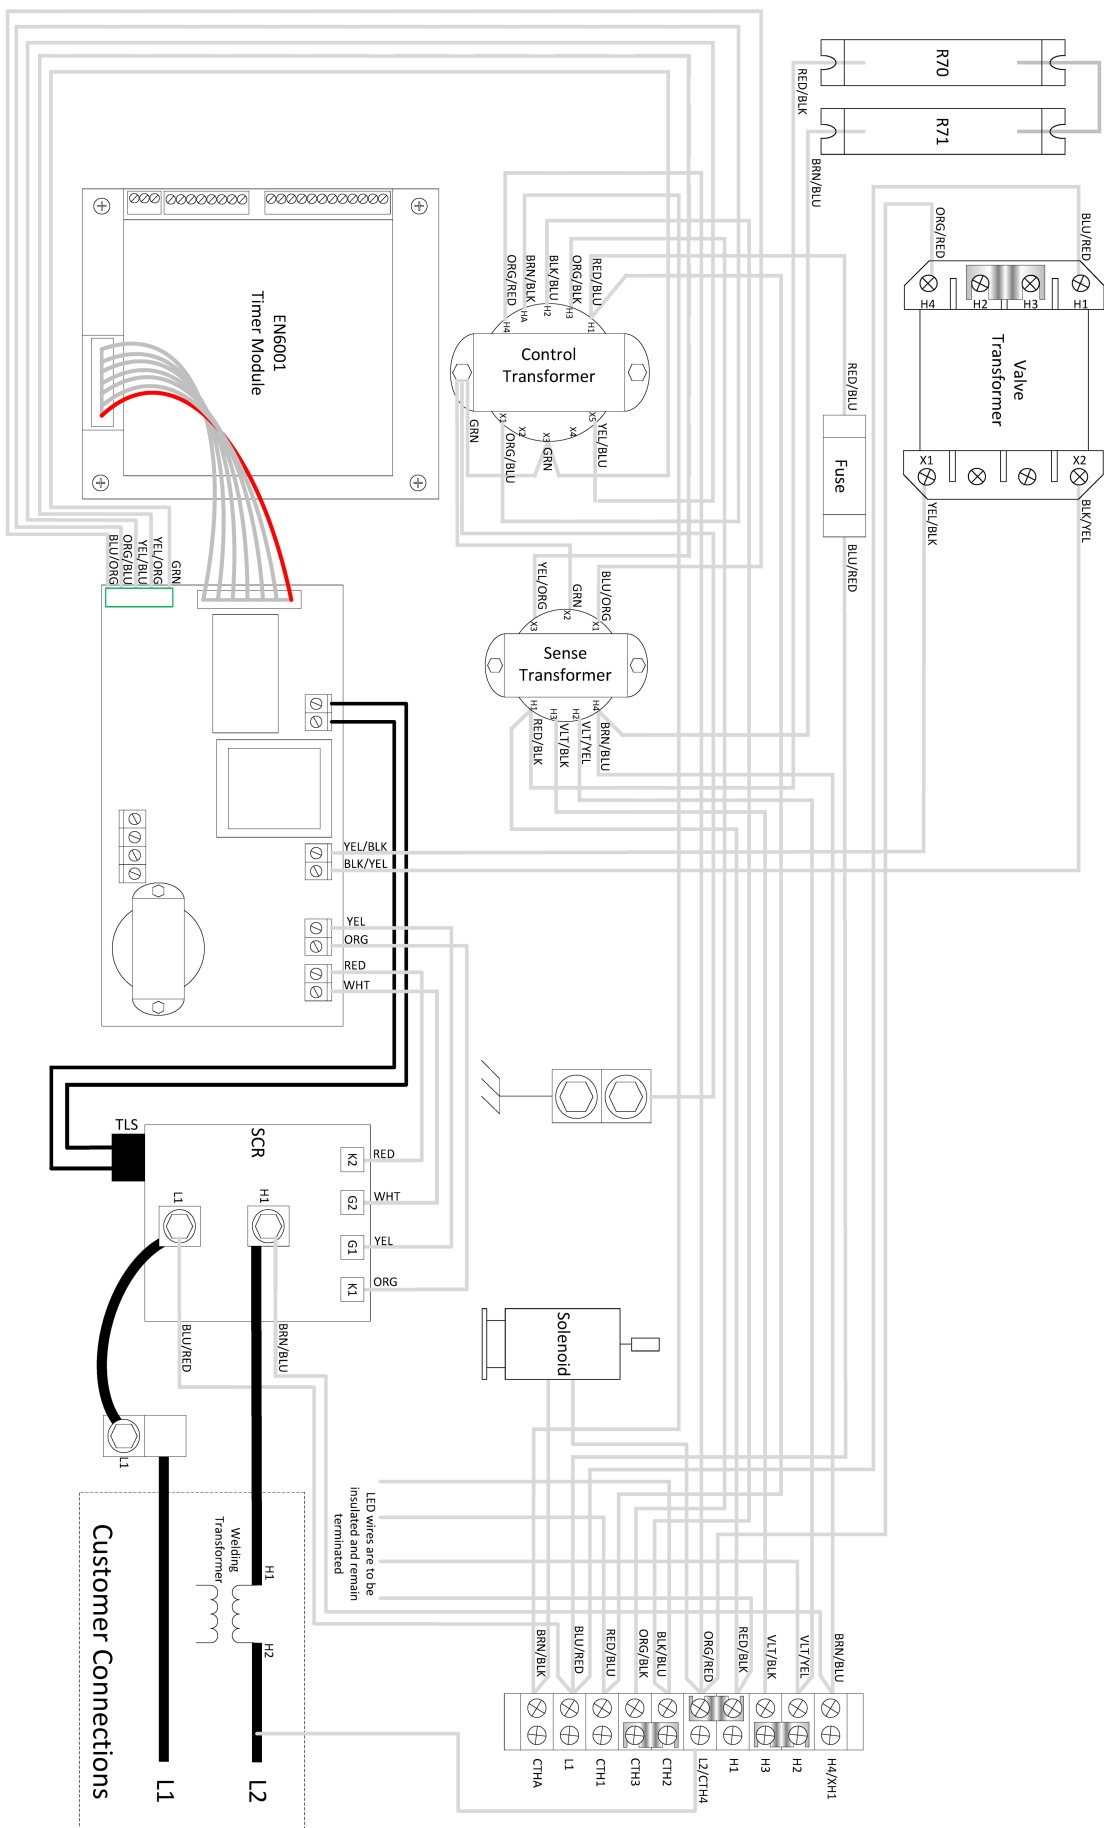 R70
RED/BLK
R71
BRN/BLU
ORG/RED
BLU/RED
H4
H2
H3
H1
Valve
Transformer
X1
X2
YEL/BLK
BLK/YEL
EN6001
Timer Module
ORG/RED
BRN/BLK
BLK/BLU
ORG/BLK
RED/BLU
H4
HA
H2
H3
H1
Control
Transformer
X1
X2
X3
X4
X5
GRN
ORG/BLU
GRN
YEL/BLU
RED/BLU
Fuse
BLU/RED
BLU/ORG
ORG/BLU
YEL/BLU
YEL/ORG
GRN
YEL/ORG
GRN
BLU/ORG
X3
X2
X1
Sense
Transformer
H1
H3
H2
H4
RED/BLK
VLT/BLK
VLT/YEL
BRN/BLU
YEL/BLK
BLK/YEL
YEL
ORG
RED
WHT
TLS
SCR
K2
RED
G2
WHT
G1
YEL
K1
ORG
L1
H1
BLU/RED
BRN/BLU
L1
Solenoid
LED wires are to be
insulated and remain
terminated
Welding
Transformer
H1
H2
Customer Connections
L1
L2
BRN/BLK
BLU/RED
RED/BLU
ORG/BLK
BLK/BLU
ORG/RED
RED/BLK
VLT/BLK
VLT/YEL
BRN/BLU
CTHA
L1
CTH1
CTH3
CTH2
L2/CTH4
H1
H3
H2
H4/XH1